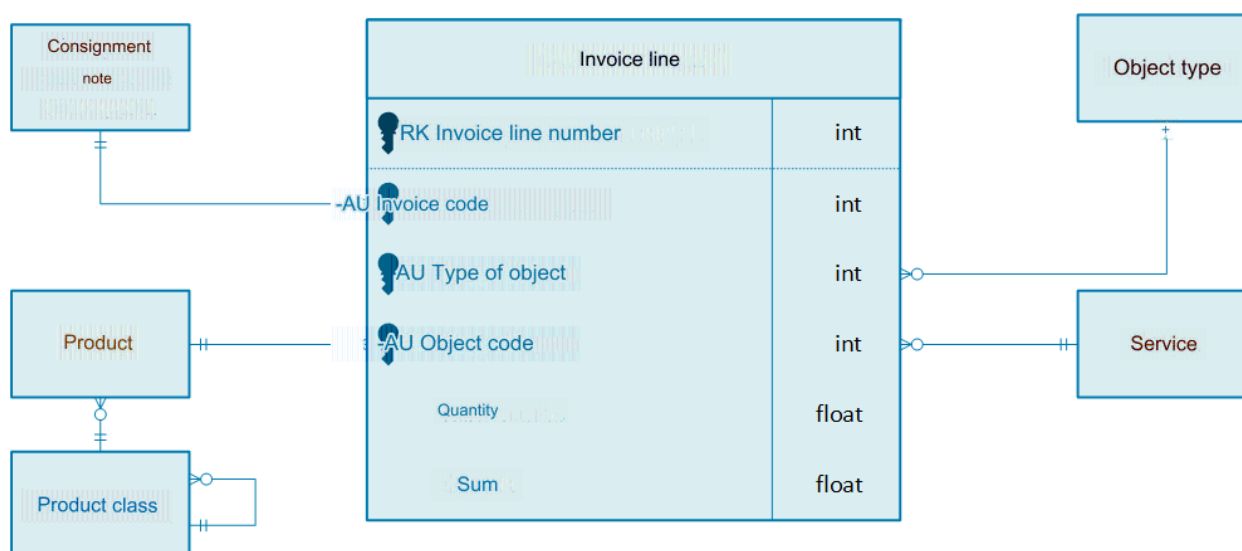 Consignment
note
Invoice line
Object type
RK Invoice line number
int
-AU Invoice code
int
AU Type of object
int
Product
-AU Object code
int
Service
Quantity
float
Product class
Sum
float